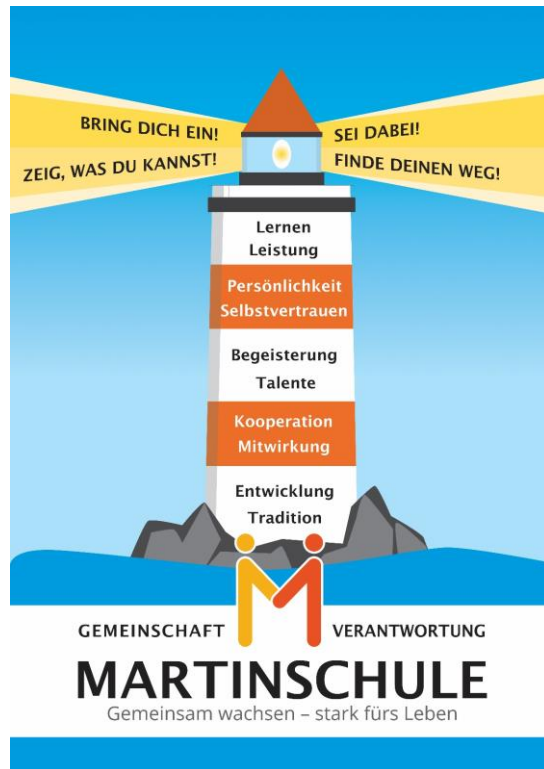 BRING DICH EIN!
SEI DABEI!
ZEIG, WAS DU KANNST!
FINDE DEINEN WEG!
Lernen
Leistung
Persönlichkeit
Selbstvertrauen
Begeisterung
Talente
Kooperation
Mitwirkung
Entwicklung
Tradition
GEMEINSCHAFT
VERANTWORTUNG
MARTINSCHULE
Gemeinsam wachsen – stark fürs Leben